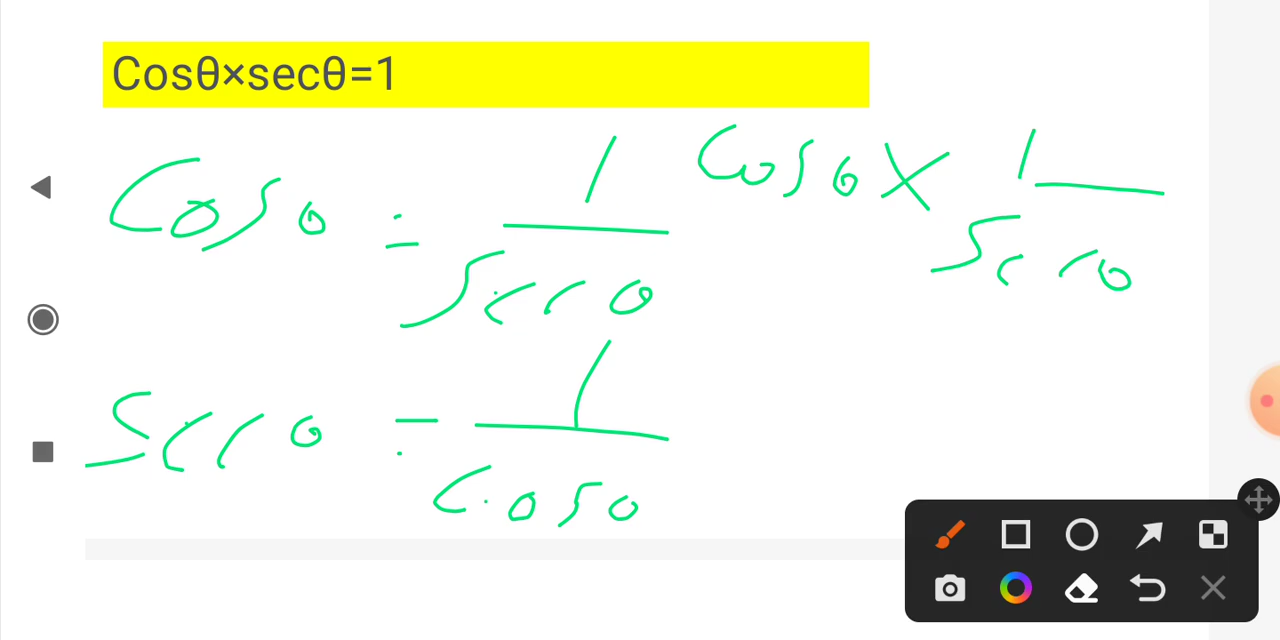 Cosθ×secθ=1
Cosθ = 1/Secθ
Cosθ × 1/Secθ
Secθ = 1/Cosθ